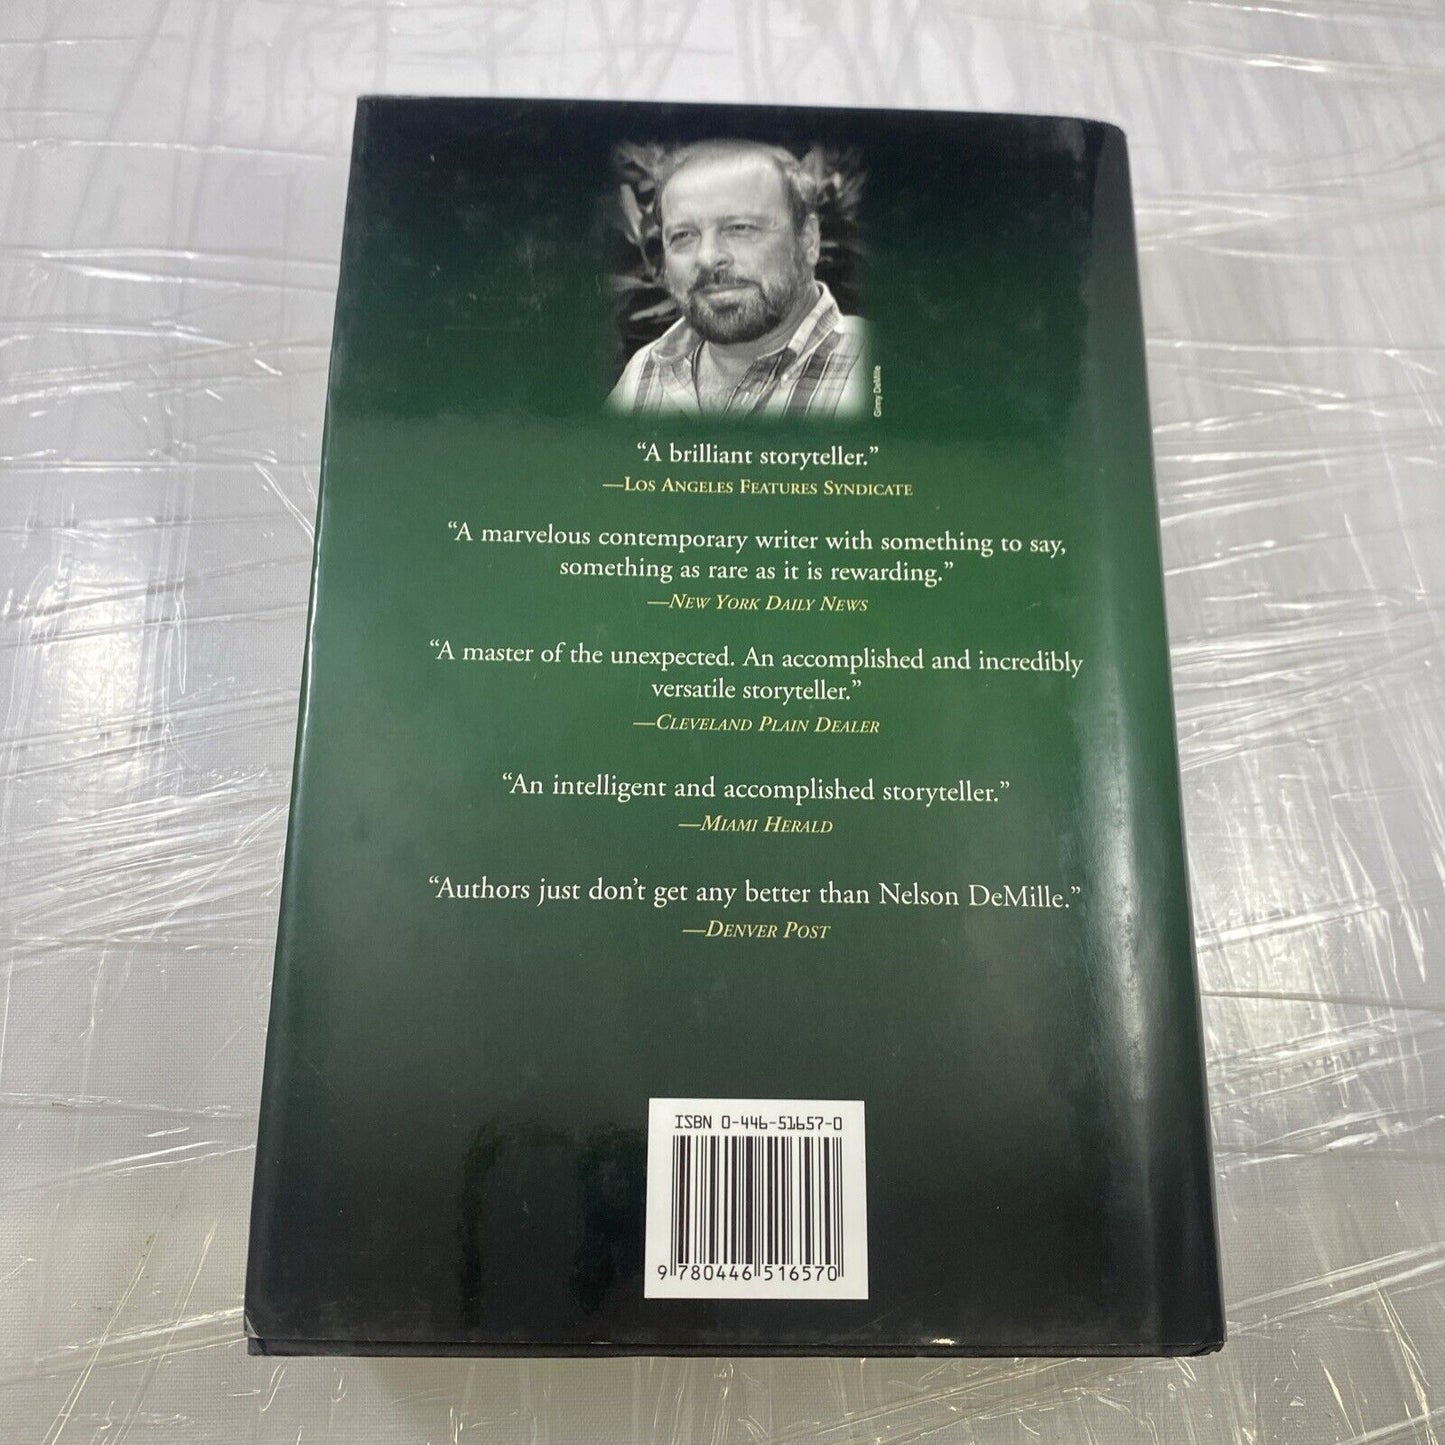 Ginny DeMille
“A brilliant storyteller.”
—Los Angeles Features Syndicate
“A marvelous contemporary writer with something to say,
something as rare as it is rewarding.”
—New York Daily News
“A master of the unexpected. An accomplished and incredibly
versatile storyteller.”
—Cleveland Plain Dealer
“An intelligent and accomplished storyteller.”
—Miami Herald
“Authors just don’t get any better than Nelson DeMille.”
—Denver Post
ISBN 0-446-51657-0
9 780446 516570